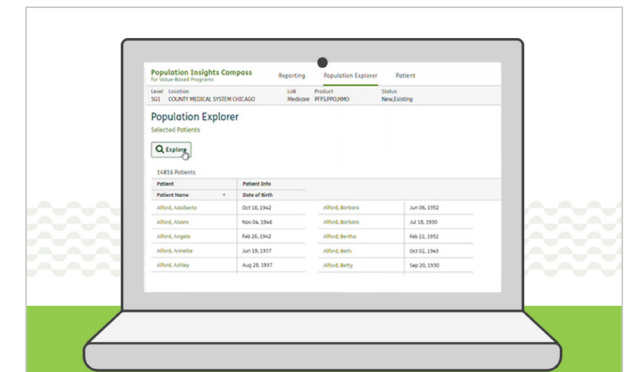 Population Insights Compass
for Value-Based Programs
Reporting Population Explorer Patient
Level Location LoB Product Status
SG1 COUNTY MEDICAL SYSTEM CHICAGO Medicare PFFS,PPO,HMO New,Existing
Population Explorer
Selected Patients
Explore
14816 Patients
Patient Patient Info
Patient Name Date of Birth
Alford, Adalberto Oct 18, 1942 Alford, Barbara Jun 06, 1952
Alford, Alvaro Nov 04, 1946 Alford, Barbara Jul 18, 1930
Alford, Angelo Feb 26, 1942 Alford, Bertha Feb 22, 1952
Alford, Annette Jun 19, 1937 Alford, Beth Oct 02, 1943
Alford, Ashley Aug 28, 1937 Alford, Betty Sep 20, 1930